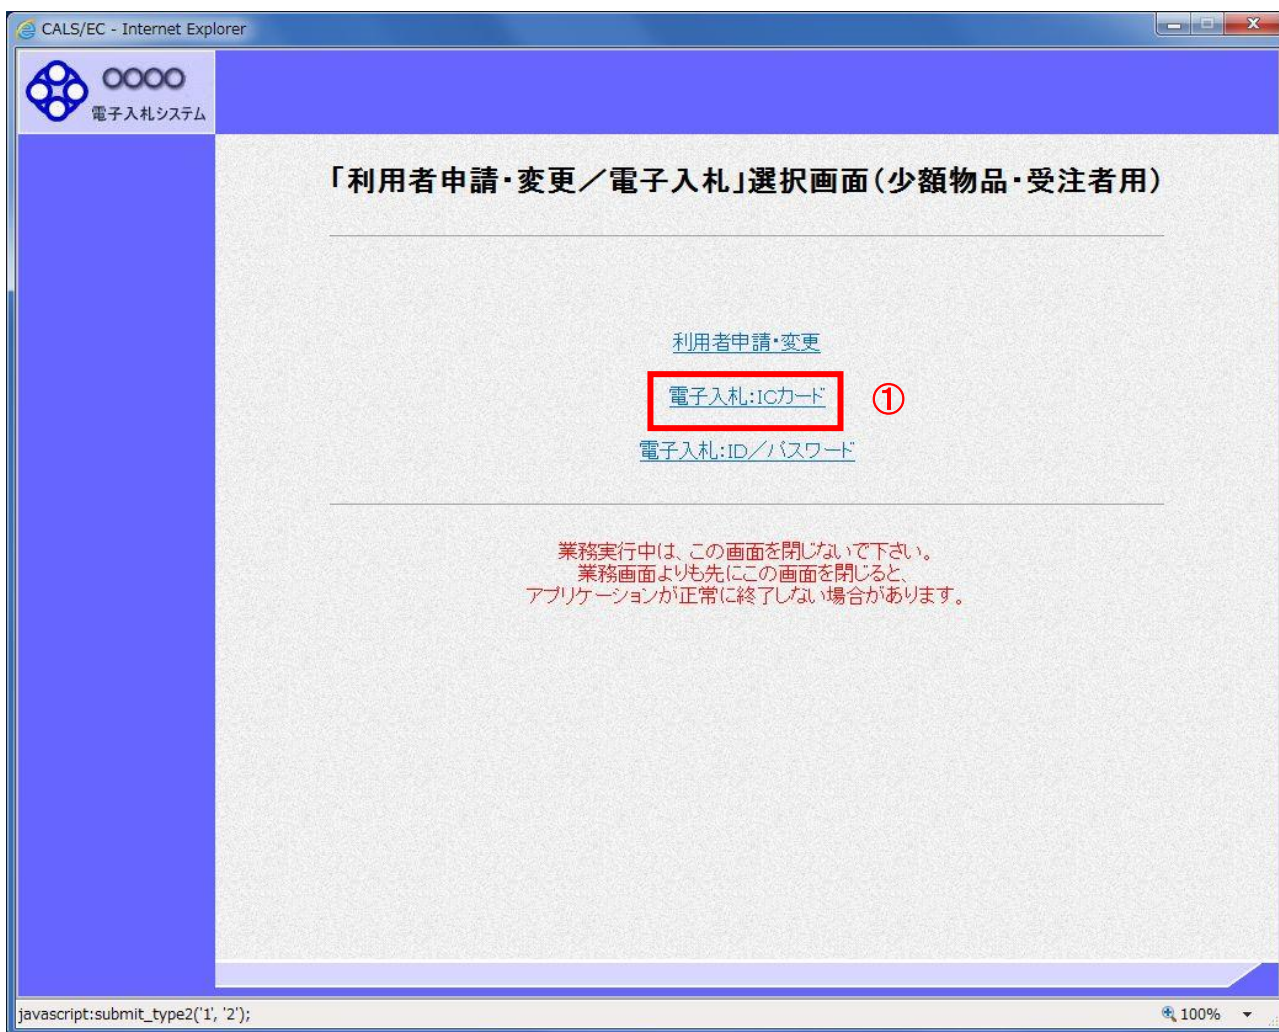 CALS/EC - Internet Explorer
○○○○
電子入札システム
「利用者申請・変更／電子入札」選択画面（少額物品・受注者用）
利用者申請・変更
電子入札:ICカード
①
電子入札:ID／パスワード
業務実行中は、この画面を閉じないで下さい。
業務画面よりも先にこの画面を閉じると、
アプリケーションが正常に終了しない場合があります。
javascript:submit_type2('1', '2');
100%